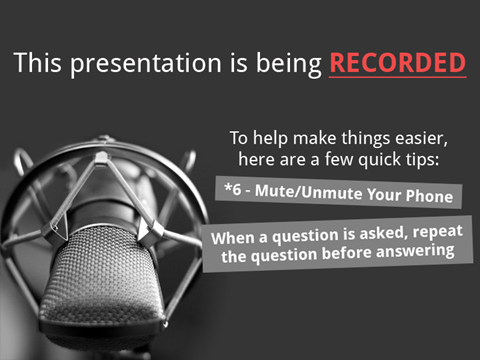 This presentation is being RECORDED
To help make things easier,
here are a few quick tips:
*6 - Mute/Unmute Your Phone
When a question is asked, repeat
the question before answering